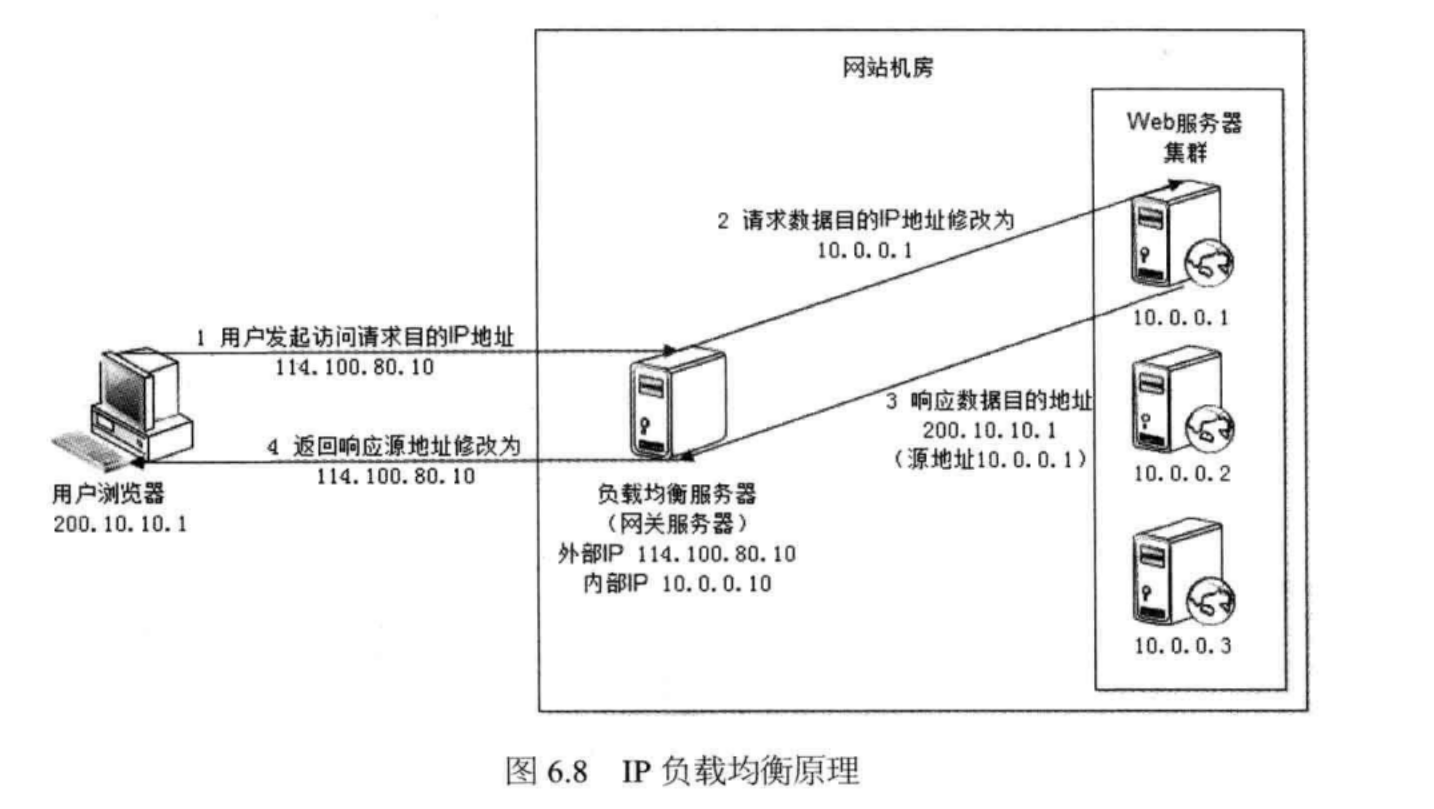 网站机房
Web服务器
集群
2 请求数据目的IP地址修改为
10.0.0.1
10.0.0.1
1 用户发起访问请求目的IP地址
114.100.80.10
3 响应数据目的地址
200.10.10.1
（源地址10.0.0.1）
4 返回响应源地址修改为
114.100.80.10
10.0.0.2
用户浏览器
200.10.10.1
负载均衡服务器
（网关服务器）
外部IP 114.100.80.10
内部IP 10.0.0.10
10.0.0.3
图 6.8 IP 负载均衡原理